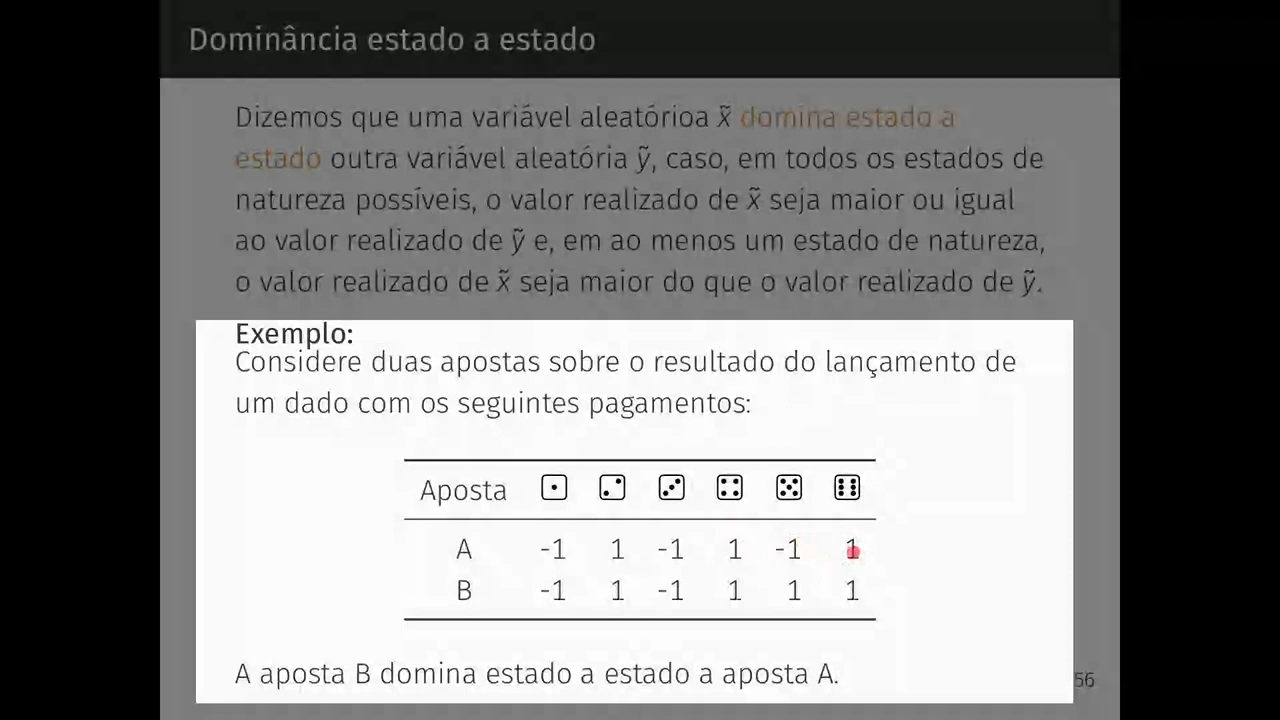 Dominância estado a estado
Dizemos que uma variável aleatórioa x̃ domina estado a
estado outra variável aleatória ỹ, caso, em todos os estados de
natureza possíveis, o valor realizado de x̃ seja maior ou igual
ao valor realizado de ỹ e, em ao menos um estado de natureza,
o valor realizado de x̃ seja maior do que o valor realizado de ỹ.
Exemplo:
Considere duas apostas sobre o resultado do lançamento de
um dado com os seguintes pagamentos:
Aposta ⚀ ⚁ ⚂ ⚃ ⚄ ⚅
A -1 1 -1 1 -1 1
B -1 1 -1 1 1 1
A aposta B domina estado a estado a aposta A.
56